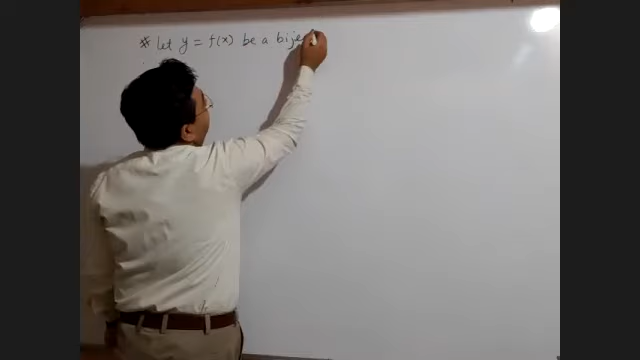 * Let y = f(x) be a bije